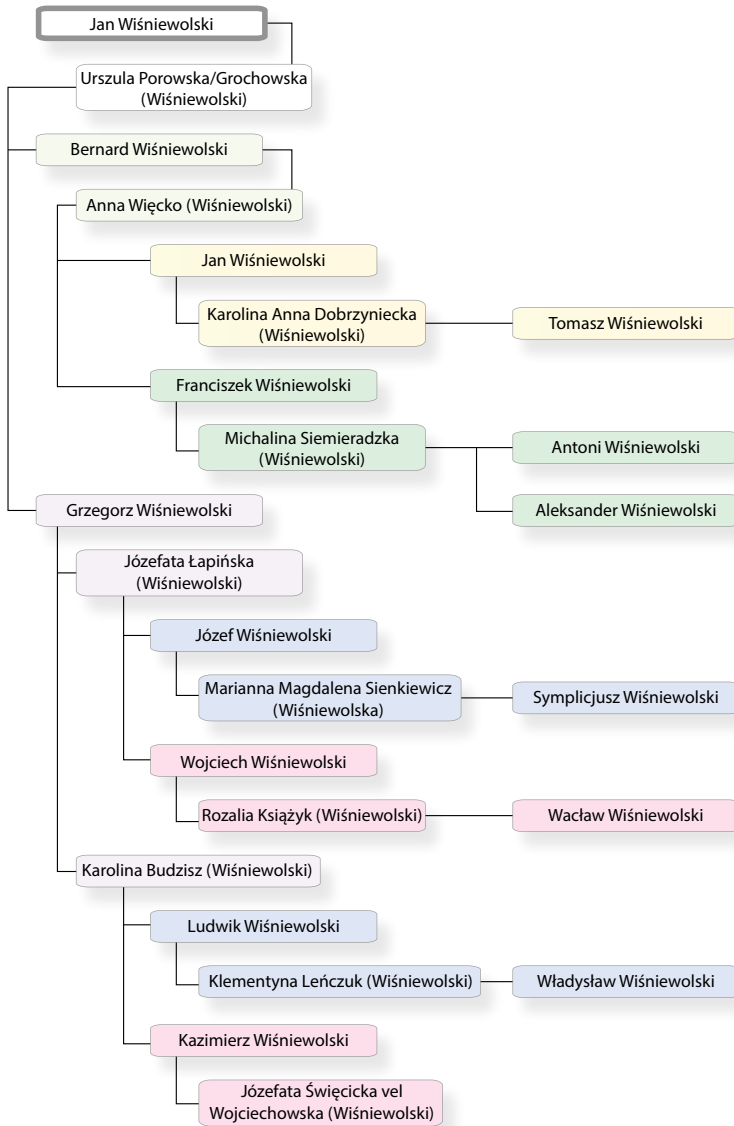 Jan Wiśniewolski
Urszula Porowska/Grochowska
(Wiśniewolski)
Bernard Wiśniewolski
Anna Więcko (Wiśniewolski)
Jan Wiśniewolski
Karolina Anna Dobrzyniecka
(Wiśniewolski)
Tomasz Wiśniewolski
Franciszek Wiśniewolski
Michalina Siemieradzka
(Wiśniewolski)
Antoni Wiśniewolski
Aleksander Wiśniewolski
Grzegorz Wiśniewolski
Józefata Łapińska
(Wiśniewolski)
Józef Wiśniewolski
Marianna Magdalena Sienkiewicz
(Wiśniewolska)
Symplicjusz Wiśniewolski
Wojciech Wiśniewolski
Rozalia Książyk (Wiśniewolski)
Wacław Wiśniewolski
Karolina Budzisz (Wiśniewolski)
Ludwik Wiśniewolski
Klementyna Leńczuk (Wiśniewolski)
Władysław Wiśniewolski
Kazimierz Wiśniewolski
Józefata Święcicka vel
Wojciechowska (Wiśniewolski)